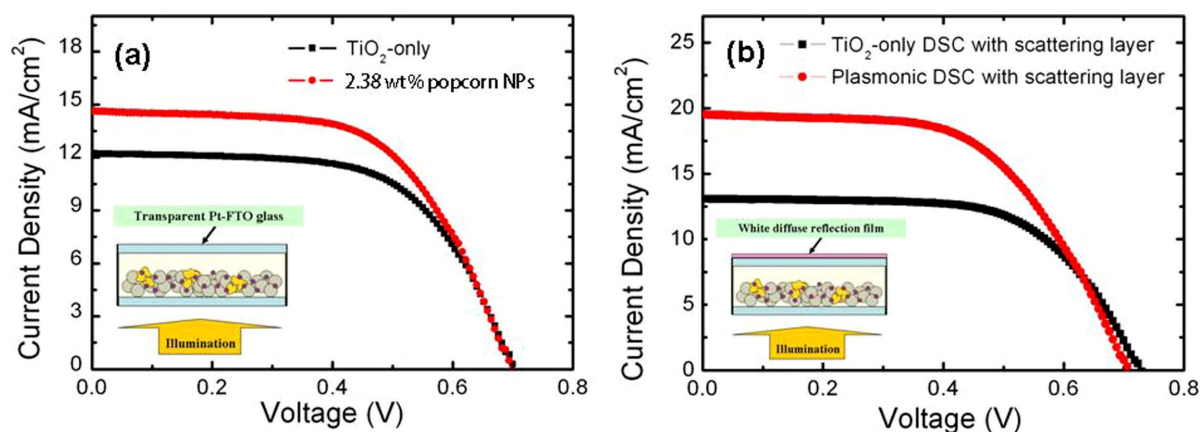 (a)
TiO₂-only
2.38 wt% popcorn NPs
Current Density (mA/cm²)
18
15
12
9
6
3
0
Transparent Pt-FTO glass
Illumination
0.0 0.2 0.4 0.6 0.8
Voltage (V)
(b)
TiO₂-only DSC with scattering layer
Plasmonic DSC with scattering layer
Current Density (mA/cm²)
25
20
15
10
5
0
White diffuse reflection film
Illumination
0.0 0.2 0.4 0.6 0.8
Voltage (V)